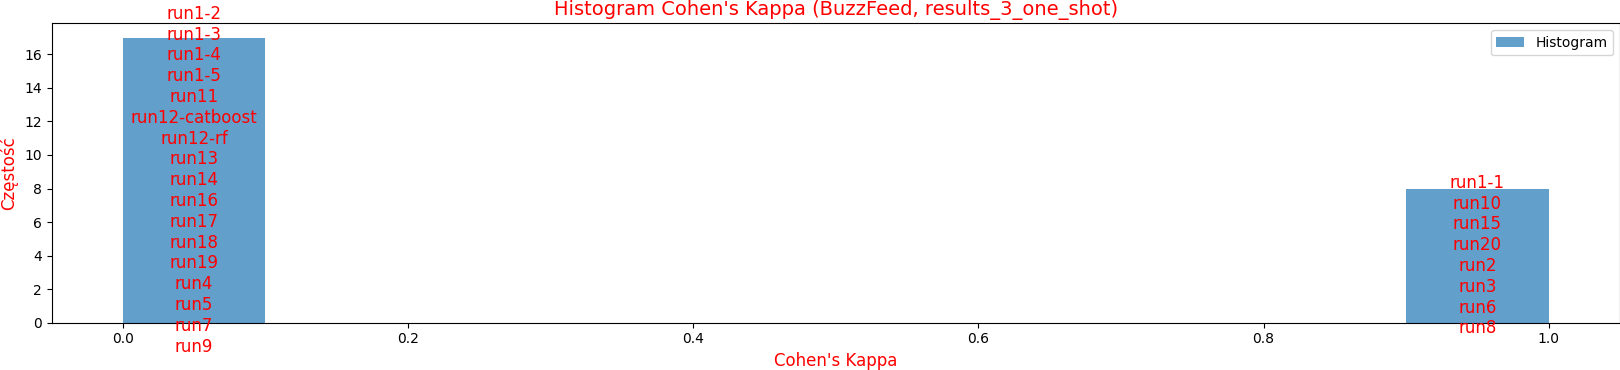 Histogram Cohen's Kappa (BuzzFeed, results_3_one_shot)
Histogram
Częstość
16
14
12
10
8
6
4
2
0
run1-2
run1-3
run1-4
run1-5
run11
run12-catboost
run12-rf
run13
run14
run16
run17
run18
run19
run4
run5
run7
run9
run1-1
run10
run15
run20
run2
run3
run6
run8
0.0
0.2
0.4
0.6
0.8
1.0
Cohen's Kappa